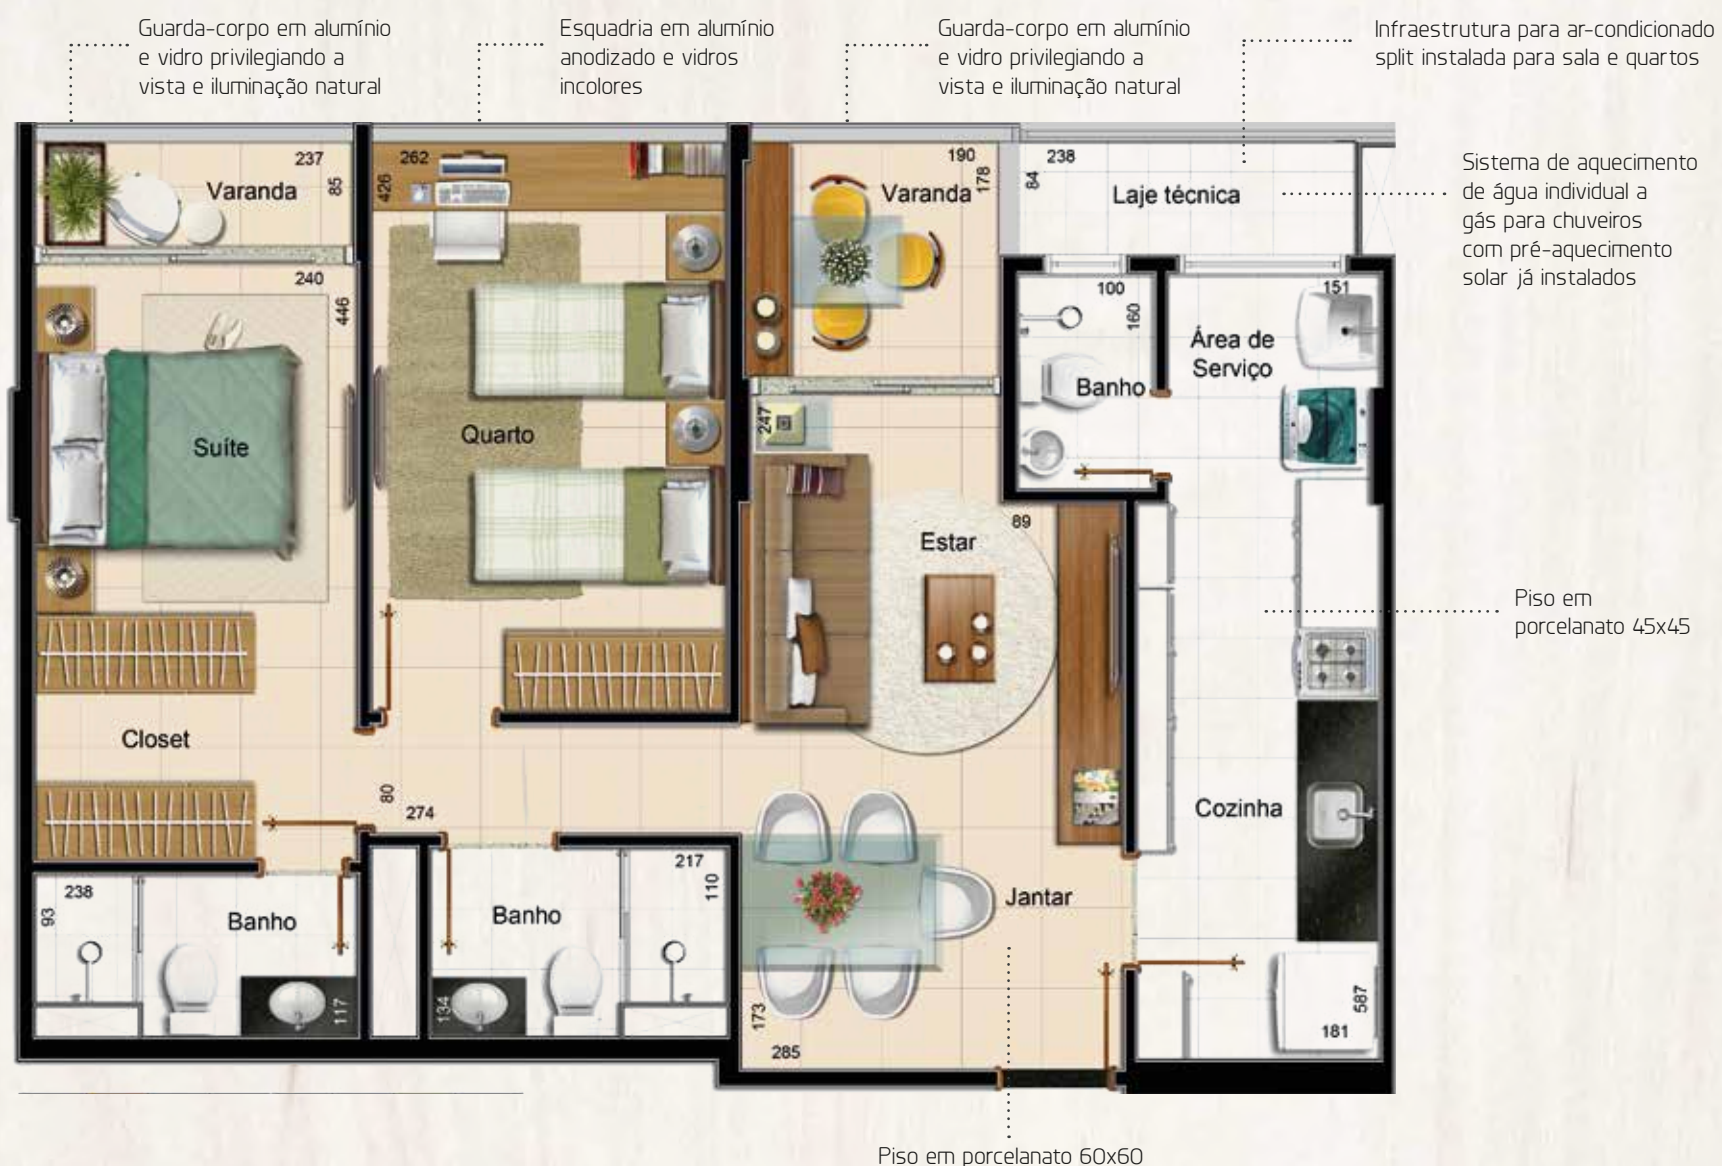 Guarda-corpo em alumínio
e vidro privilegiando a
vista e iluminação natural
Esquadria em alumínio
anodizado e vidros
incolores
Guarda-corpo em alumínio
e vidro privilegiando a
vista e iluminação natural
Infraestrutura para ar-condicionado
split instalada para sala e quartos
Sistema de aquecimento
de água individual a
gás para chuveiros
com pré-aquecimento
solar já instalados
237
Varanda
85
262
426
190
Varanda
178
238
84
Laje técnica
240
446
100
160
151
Área de
Serviço
Banho
247
Suíte
Quarto
89
Estar
Piso em
porcelanato 45x45
Closet
80
274
Cozinha
238
93
Banho
117
217
110
Banho
134
Jantar
173
285
587
181
Piso em porcelanato 60x60